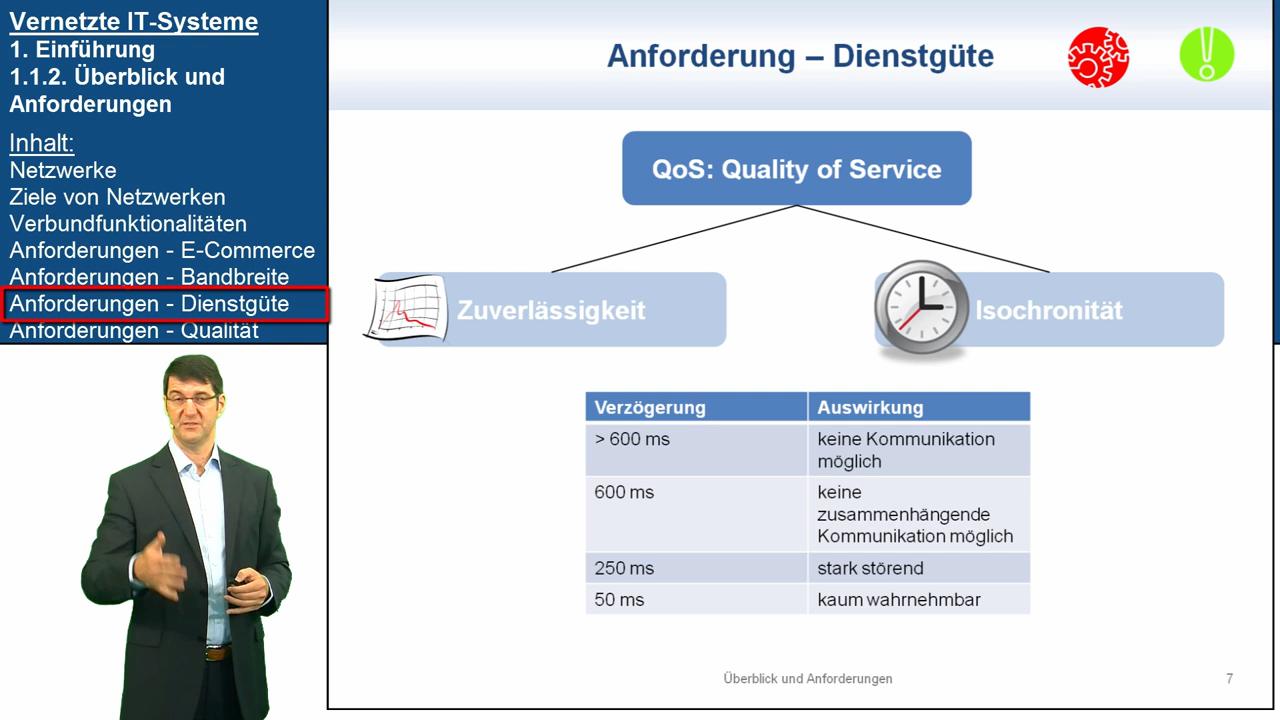 Vernetzte IT-Systeme
1. Einführung
1.1.2. Überblick und
Anforderungen
Inhalt:
Netzwerke
Ziele von Netzwerken
Verbundfunktionalitäten
Anforderungen - E-Commerce
Anforderungen - Bandbreite
Anforderungen - Dienstgüte
Anforderungen - Qualität
Anforderung – Dienstgüte
QoS: Quality of Service
Zuverlässigkeit
Isochronität
Verzögerung
Auswirkung
> 600 ms
keine Kommunikation
möglich
600 ms
keine
zusammenhängende
Kommunikation möglich
250 ms
stark störend
50 ms
kaum wahrnehmbar
Überblick und Anforderungen
7